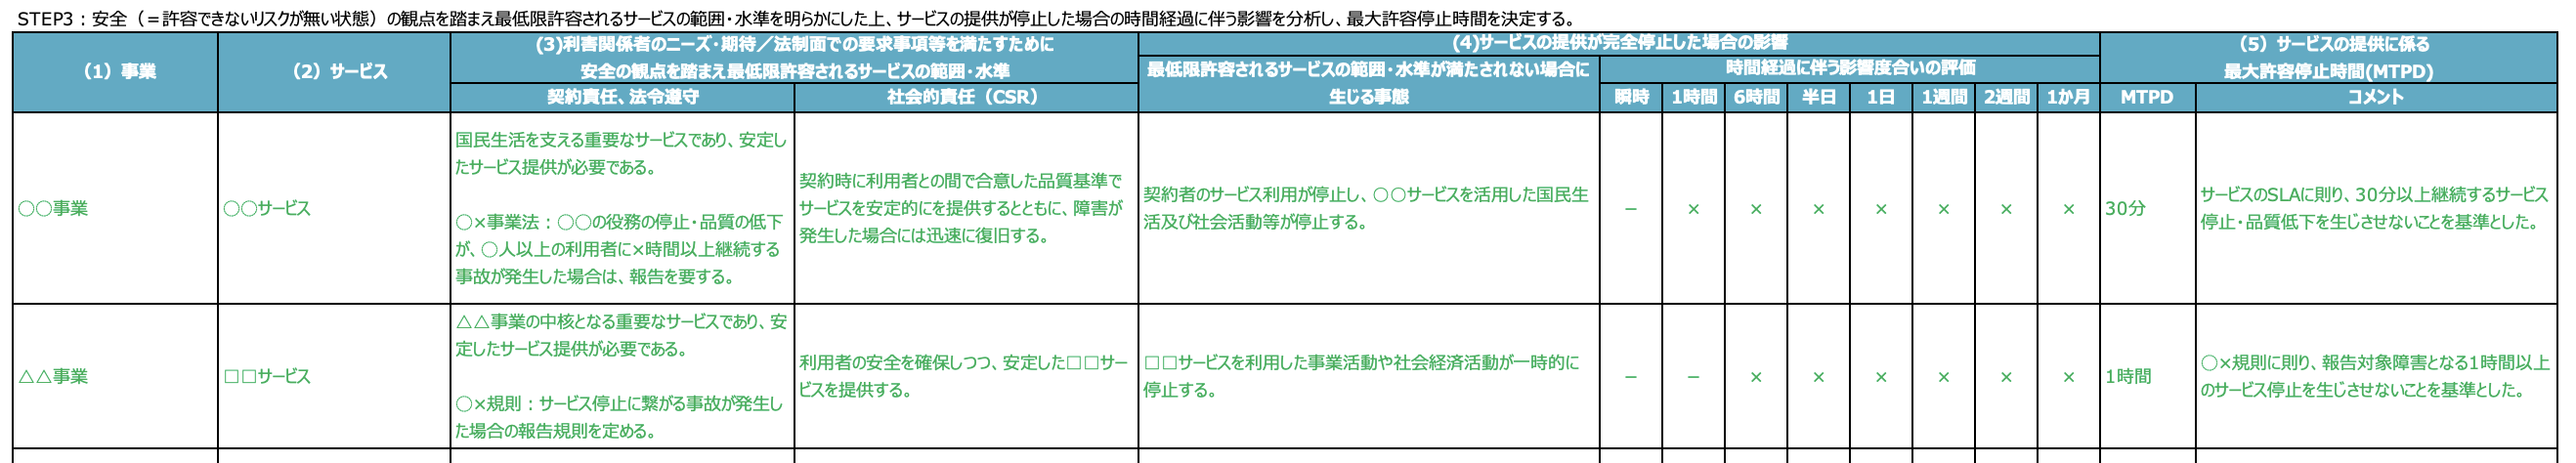 STEP3：安全（＝許容できないリスクが無い状態）の観点を踏まえ最低限許容されるサービスの範囲・水準を明らかにした上、サービスの提供が停止した場合の時間経過に伴う影響を分析し、最大許容停止時間を決定する。
（1）事業
（2）サービス
(3)利害関係者のニーズ・期待／法制面での要求事項等を満たすために
安全の観点を踏まえ最低限許容されるサービスの範囲・水準
契約責任、法令遵守
社会的責任（CSR）
(4)サービスの提供が完全停止した場合の影響
最低限許容されるサービスの範囲・水準が満たされない場合に
生じる事態
時間経過に伴う影響度合いの評価
瞬時
1時間
6時間
半日
1日
1週間
2週間
1か月
（5）サービスの提供に係る
最大許容停止時間(MTPD)
MTPD
コメント
○○事業
○○サービス
国民生活を支える重要なサービスであり、安定し
たサービス提供が必要である。
○×事業法：○○の役務の停止・品質の低下
が、○人以上の利用者に×時間以上継続する
事故が発生した場合は、報告を要する。
契約時に利用者との間で合意した品質基準で
サービスを安定的にを提供するとともに、障害が
発生した場合には迅速に復旧する。
契約者のサービス利用が停止し、○○サービスを活用した国民生
活及び社会活動等が停止する。
－
×
×
×
×
×
×
×
30分
サービスのSLAに則り、30分以上継続するサービス
停止・品質低下を生じさせないことを基準とした。
△△事業
□□サービス
△△事業の中核となる重要なサービスであり、安
定したサービス提供が必要である。
○×規則：サービス停止に繋がる事故が発生し
た場合の報告規則を定める。
利用者の安全を確保しつつ、安定した□□サー
ビスを提供する。
□□サービスを利用した事業活動や社会経済活動が一時的に
停止する。
－
－
×
×
×
×
×
×
1時間
○×規則に則り、報告対象障害となる1時間以上
のサービス停止を生じさせないことを基準とした。